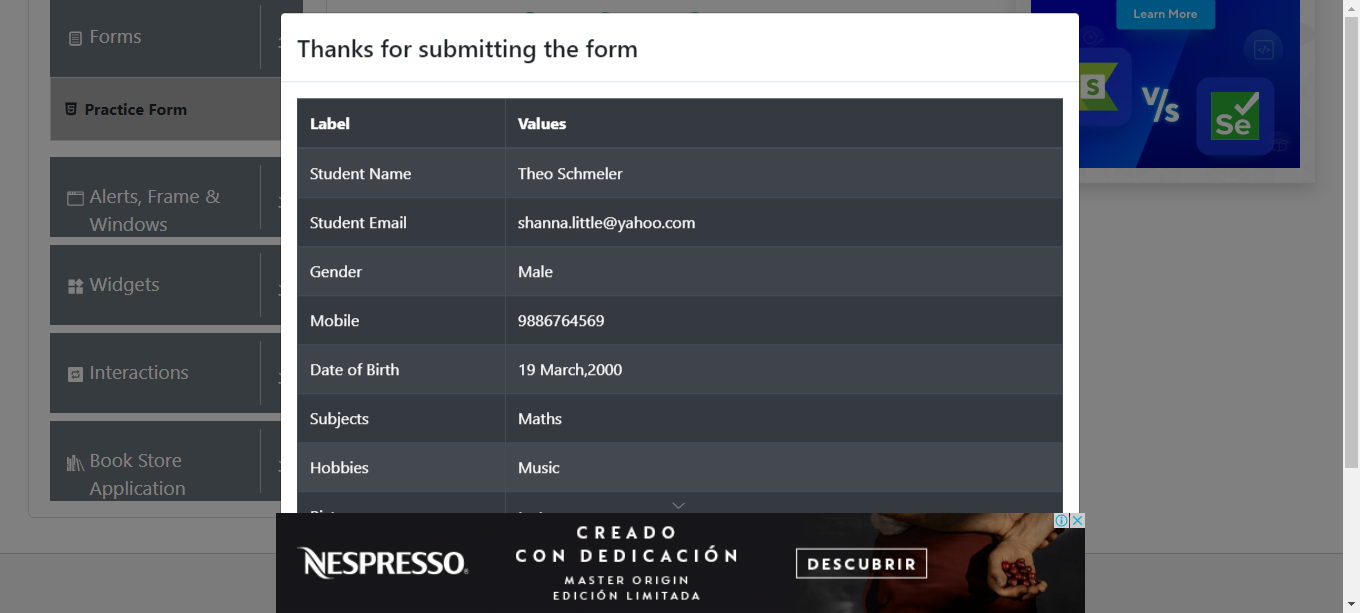 Forms
Practice Form
Alerts, Frame &
Windows
Widgets
Interactions
Book Store
Application
Thanks for submitting the form
Label Values
Student Name Theo Schmeler
Student Email shanna.little@yahoo.com
Gender Male
Mobile 9886764569
Date of Birth 19 March,2000
Subjects Maths
Hobbies Music
Learn More
S
V/s
Se
NESPRESSO
CREADO
CON DEDICACIÓN
MASTER ORIGIN
EDICIÓN LIMITADA
DESCUBRIR